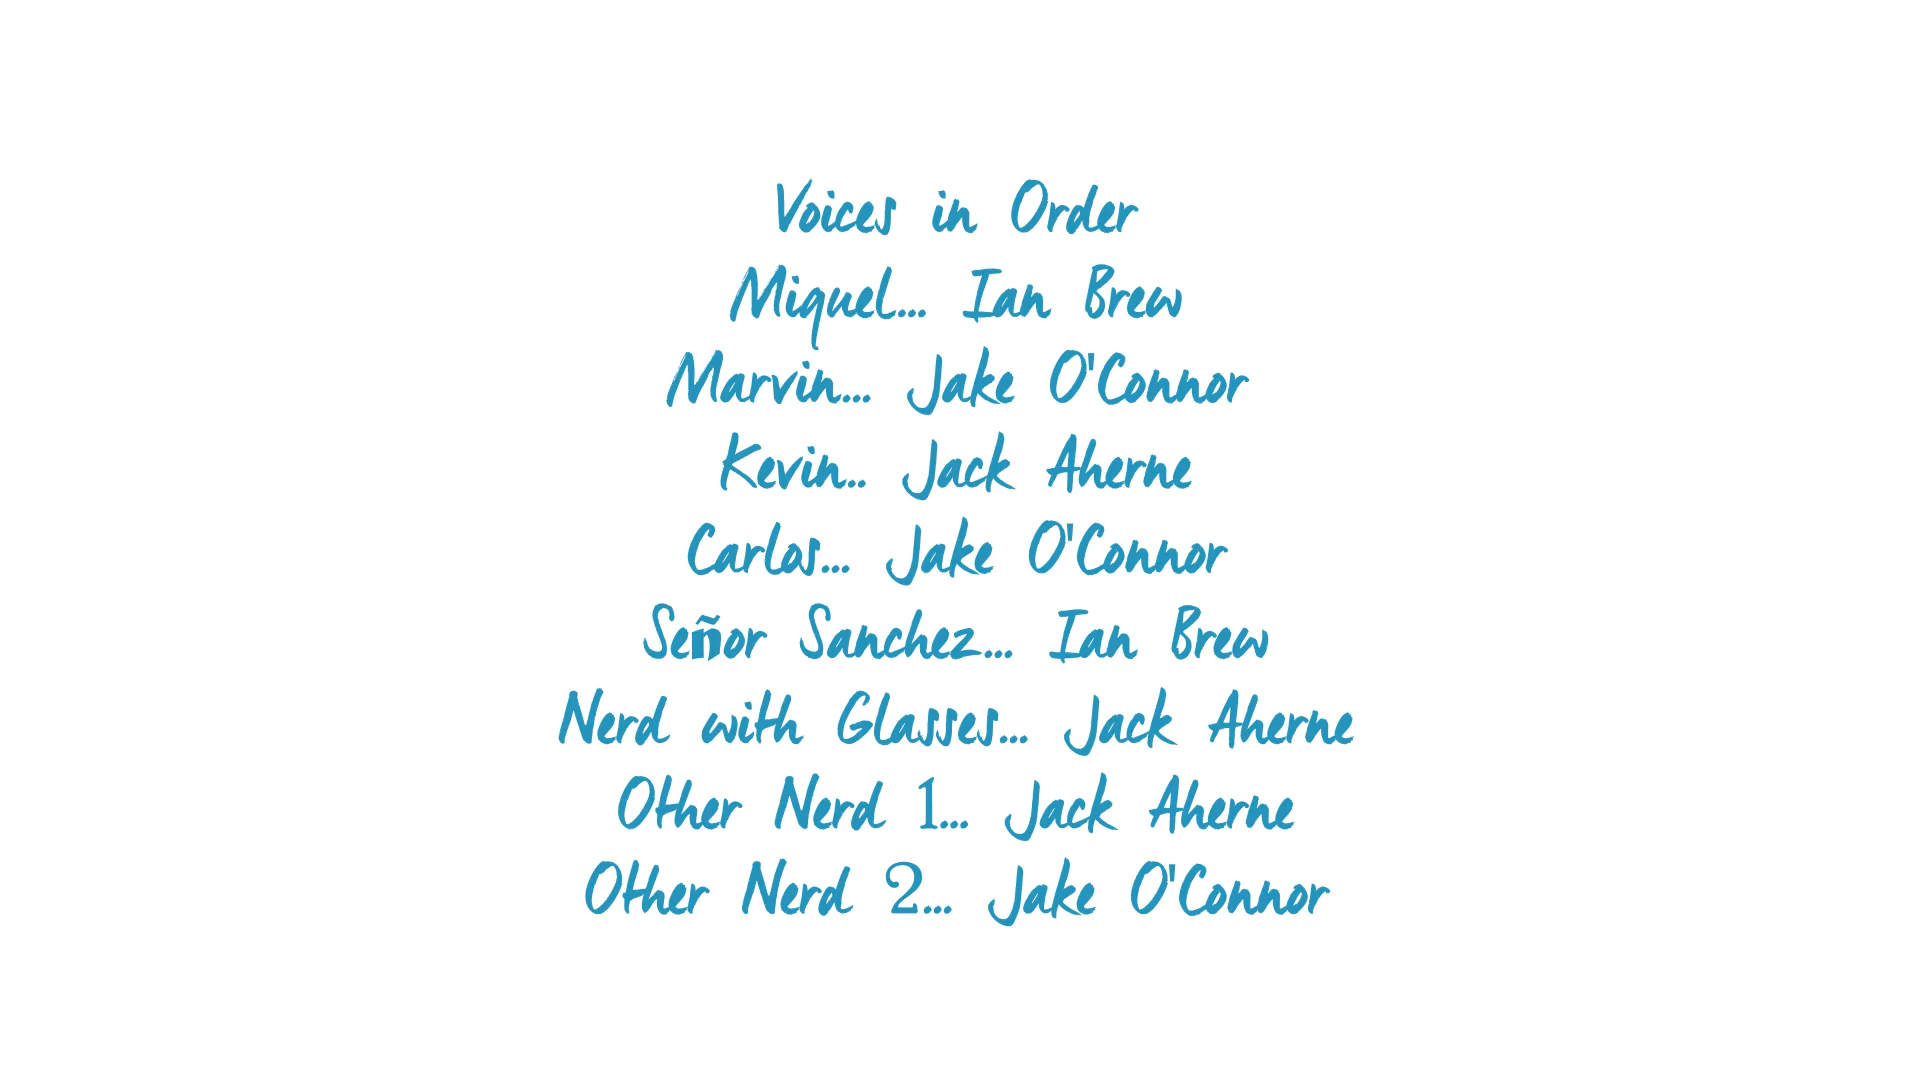 Voices in Order
Miquel... Ian Brew
Marvin... Jake O'Connor
Kevin.. Jack Aherne
Carlos... Jake O'Connor
Señor Sanchez... Ian Brew
Nerd with Glasses... Jack Aherne
Other Nerd 1... Jack Aherne
Other Nerd 2... Jake O'Connor